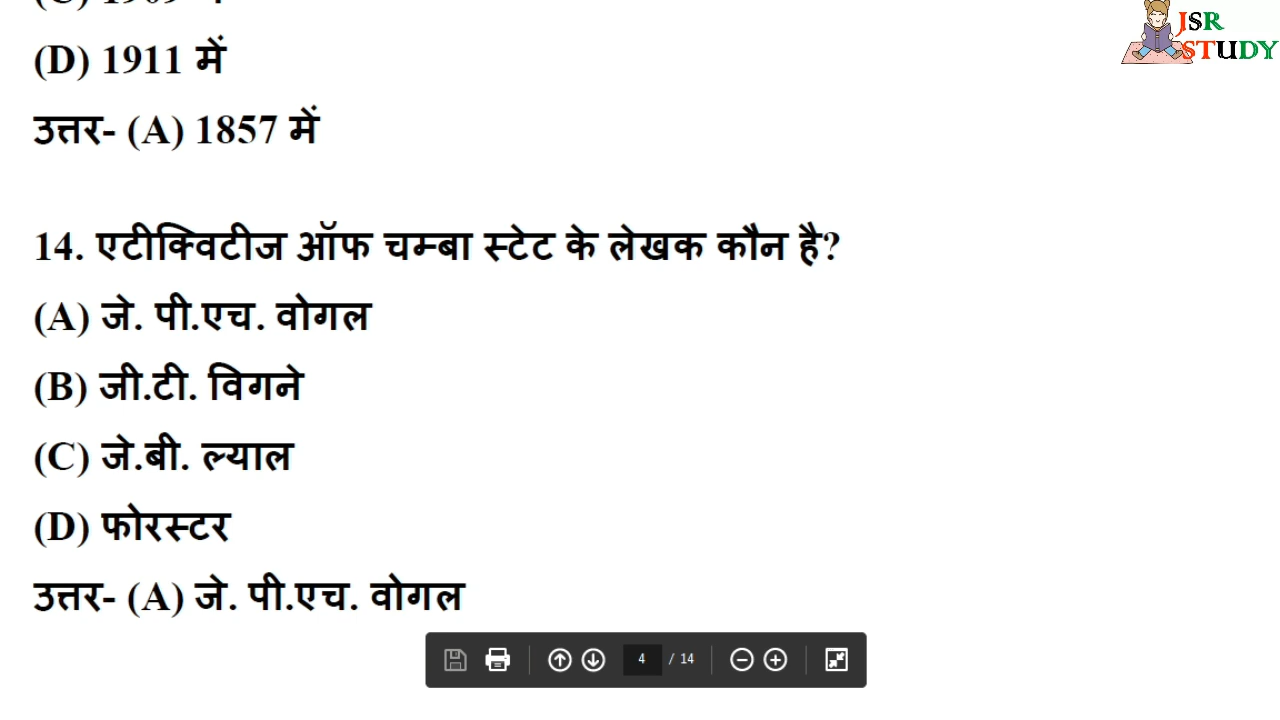 (D) 1911 में
उत्तर- (A) 1857 में
14. एटीक्विटीज ऑफ चम्बा स्टेट के लेखक कौन है?
(A) जे. पी.एच. वोगल
(B) जी.टी. विगने
(C) जे.बी. ल्याल
(D) फोरस्टर
उत्तर- (A) जे. पी.एच. वोगल
JSR
STUDY
4 / 14